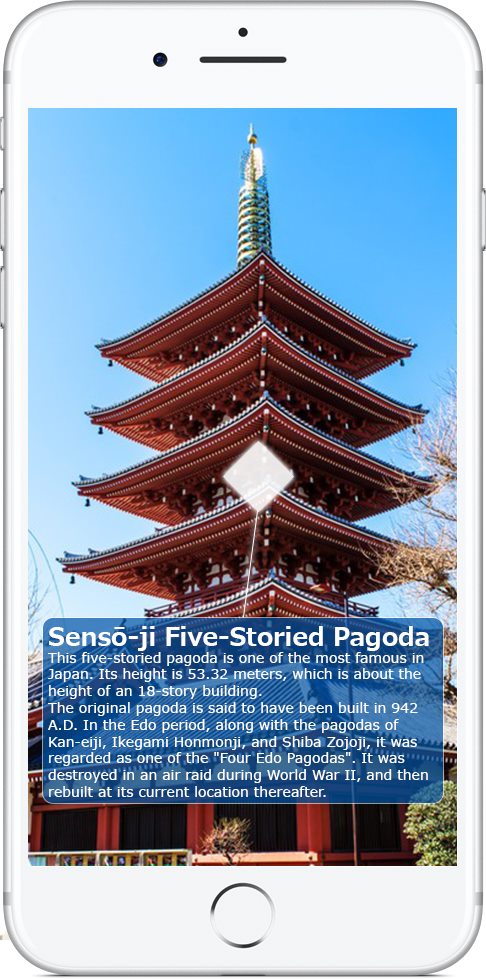 Sensō-ji Five-Storied Pagoda
This five-storied pagoda is one of the most famous in
Japan. Its height is 53.32 meters, which is about the
height of an 18-story building.
The original pagoda is said to have been built in 942
A.D. In the Edo period, along with the pagodas of
Kan-eiji, Ikegami Honmonji, and Shiba Zojoji, it was
regarded as one of the "Four Edo Pagodas". It was
destroyed in an air raid during World War II, and then
rebuilt at its current location thereafter.